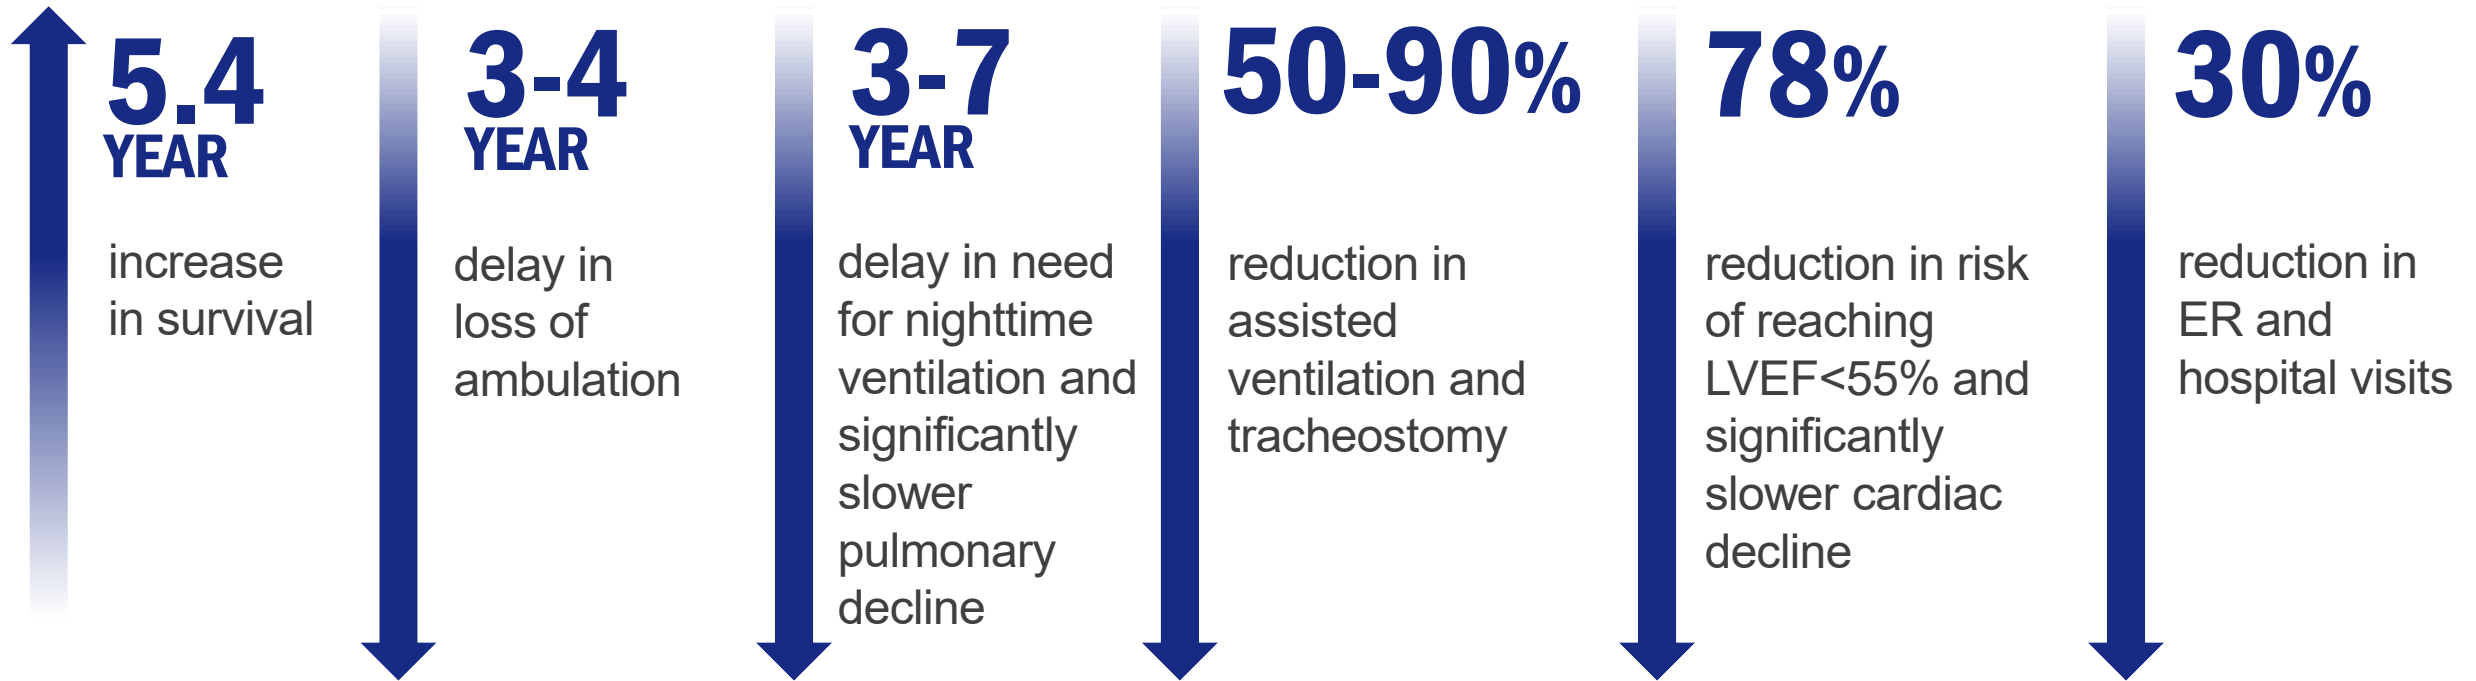 5.4
YEAR
increase
in survival
3-4
YEAR
delay in
loss of
ambulation
3-7
YEAR
delay in need
for nighttime
ventilation and
significantly
slower
pulmonary
decline
50-90%
reduction in
assisted
ventilation and
tracheostomy
78%
reduction in risk
of reaching
LVEF<55% and
significantly
slower cardiac
decline
30%
reduction in
ER and
hospital visits